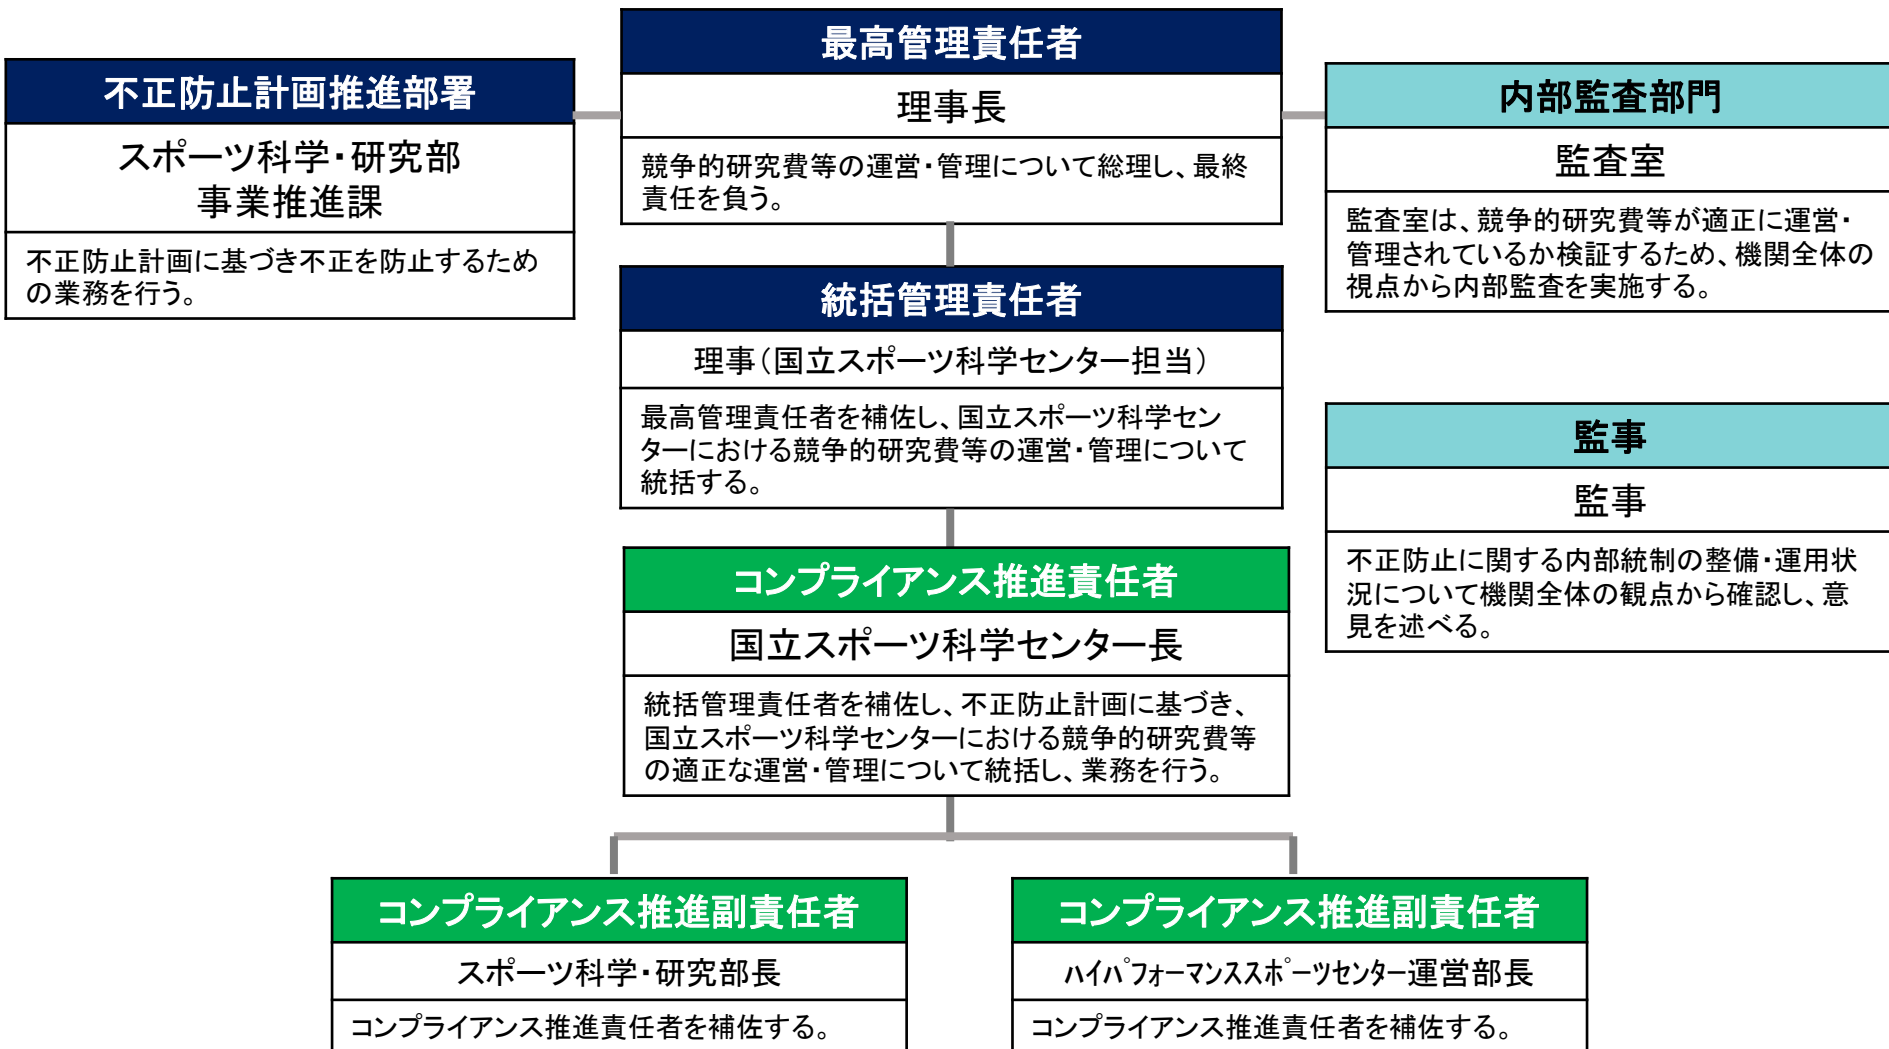 最高管理責任者
理事長
競争的研究費等の運営・管理について総理し、最終
責任を負う。
不正防止計画推進部署
スポーツ科学・研究部
事業推進課
不正防止計画に基づき不正を防止するため
の業務を行う。
内部監査部門
監査室
監査室は、競争的研究費等が適正に運営・
管理されているか検証するため、機関全体の
視点から内部監査を実施する。
統括管理責任者
理事（国立スポーツ科学センター担当）
最高管理責任者を補佐し、国立スポーツ科学セン
ターにおける競争的研究費等の運営・管理について
統括する。
監事
監事
不正防止に関する内部統制の整備・運用状
況について機関全体の観点から確認し、意
見を述べる。
コンプライアンス推進責任者
国立スポーツ科学センター長
統括管理責任者を補佐し、不正防止計画に基づき、
国立スポーツ科学センターにおける競争的研究費等
の適正な運営・管理について統括し、業務を行う。
コンプライアンス推進副責任者
スポーツ科学・研究部長
コンプライアンス推進責任者を補佐する。
コンプライアンス推進副責任者
ﾊｲﾊﾟﾌｫｰﾏﾝｽｽﾎﾟｰﾂｾﾝﾀｰ運営部長
コンプライアンス推進責任者を補佐する。